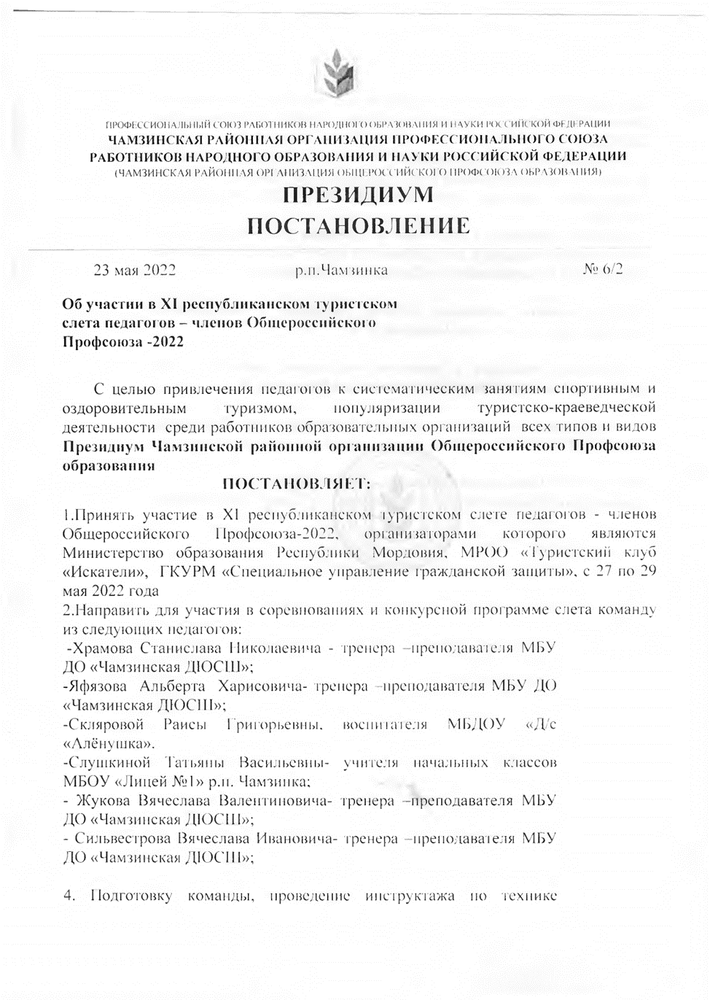 ПРОФЕССИОНАЛЬНЫЙ СОЮЗ РАБОТНИКОВ НАРОДНОГО ОБРАЗОВАНИЯ И НАУКИ РОССИЙСКОЙ ФЕДЕРАЦИИ
ЧАМЗИНСКАЯ РАЙОННАЯ ОРГАНИЗАЦИЯ ПРОФЕССИОНАЛЬНОГО СОЮЗА
РАБОТНИКОВ НАРОДНОГО ОБРАЗОВАНИЯ И НАУКИ РОССИЙСКОЙ ФЕДЕРАЦИИ
(ЧАМЗИНСКАЯ РАЙОННАЯ ОРГАНИЗАЦИЯ ОБЩЕРОССИЙСКОГО ПРОФСОЮЗА ОБРАЗОВАНИЯ)
ПРЕЗИДИУМ
ПОСТАНОВЛЕНИЕ
23 мая 2022 р.п.Чамзинка № 6/2
Об участии в XI республиканском туристском
слета педагогов – членов Общероссийского
Профсоюза -2022
С целью привлечения педагогов к систематическим занятиям спортивным и
оздоровительным туризмом, популяризации туристско-краеведческой
деятельности среди работников образовательных организаций всех типов и видов
Президиум Чамзинской районной организации Общероссийского Профсоюза
образования
ПОСТАНОВЛЯЕТ:
1.Принять участие в XI республиканском туристском слете педагогов - членов
Общероссийского Профсоюза-2022, организаторами которого являются
Министерство образования Республики Мордовия, МРОО «Туристский клуб
«Искатели», ГКУРМ «Специальное управление гражданской защиты», с 27 по 29
мая 2022 года
2.Направить для участия в соревнованиях и конкурсной программе слета команду
из следующих педагогов:
-Храмова Станислава Николаевича - тренера –преподавателя МБУ
ДО «Чамзинская ДЮСШ»;
-Яфязова Альберта Харисовича- тренера –преподавателя МБУ ДО
«Чамзинская ДЮСШ»;
-Скляровой Раисы Григорьевны, воспитателя МБДОУ «Д/с
«Алёнушка».
-Слушкиной Татьяны Васильевны- учителя начальных классов
МБОУ «Лицей №1» р.п. Чамзинка;
- Жукова Вячеслава Валентиновича- тренера –преподавателя МБУ
ДО «Чамзинская ДЮСШ»;
- Сильвестрова Вячеслава Ивановича- тренера –преподавателя МБУ
ДО «Чамзинская ДЮСШ»;
4. Подготовку команды, проведение инструктажа по технике